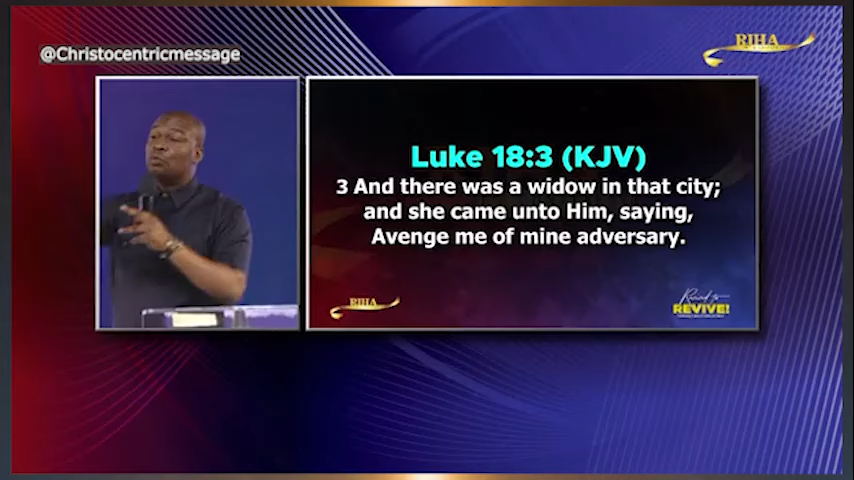 @Christocentricmessage
RIHA
Luke 18:3 (KJV)
3 And there was a widow in that city;
and she came unto Him, saying,
Avenge me of mine adversary.
RIHA
REVIVE!